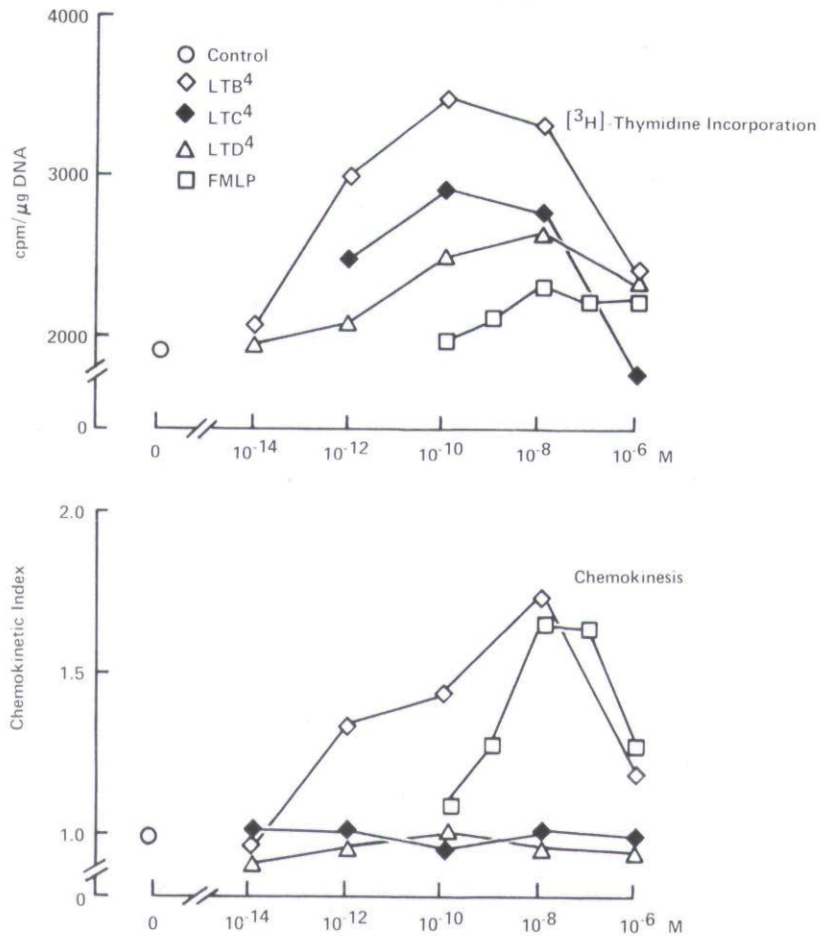 4000
3000
2000
0
cpm/μg DNA
Control
LTB⁴
LTC⁴
LTD⁴
FMLP
[³H]-Thymidine Incorporation
0 10⁻¹⁴ 10⁻¹² 10⁻¹⁰ 10⁻⁸ 10⁻⁶ M
2.0
1.5
1.0
0
Chemokinetic Index
Chemokinesis
0 10⁻¹⁴ 10⁻¹² 10⁻¹⁰ 10⁻⁸ 10⁻⁶ M